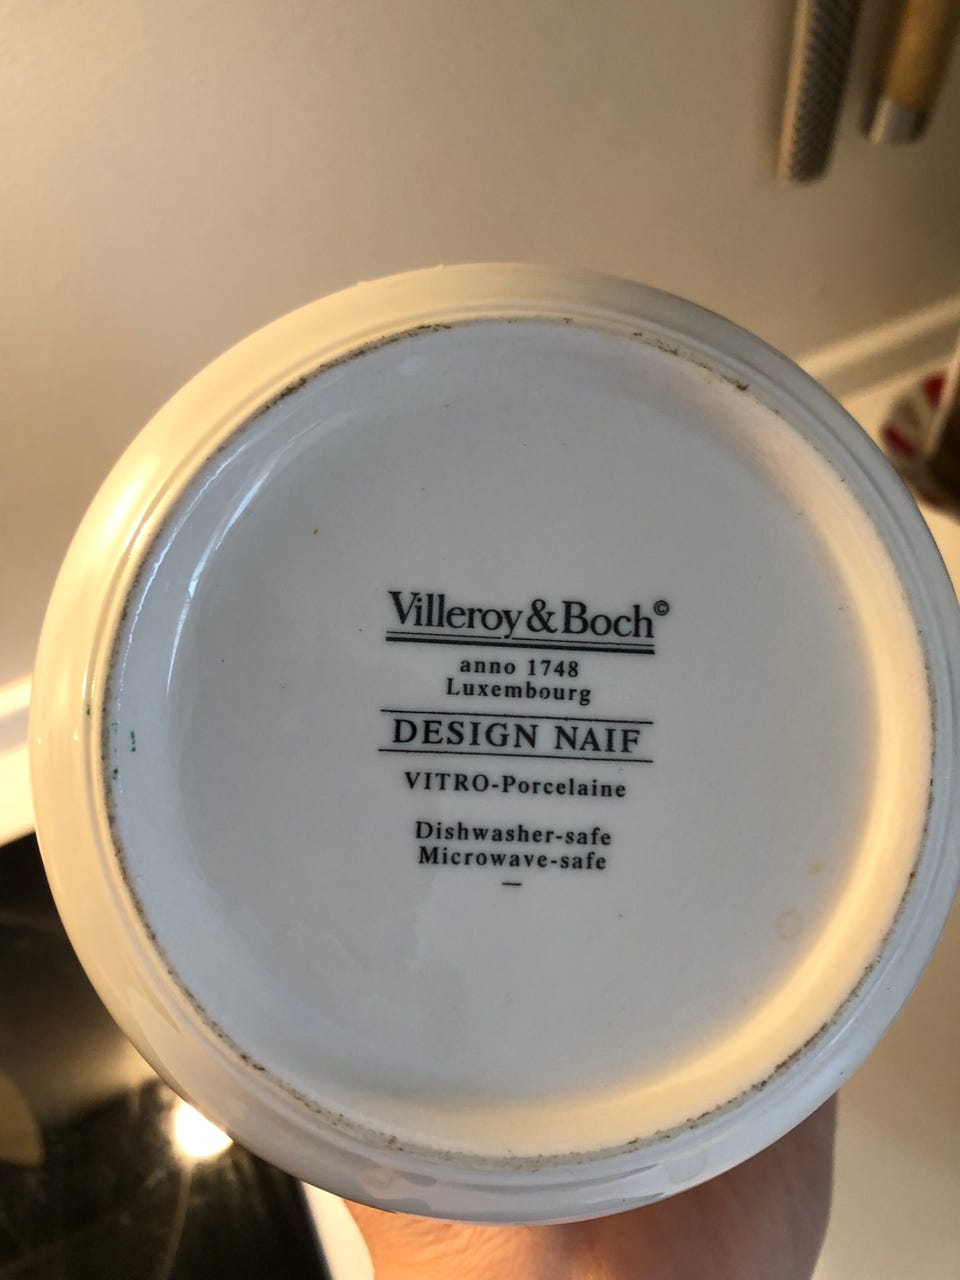 Villeroy & Boch©
anno 1748
Luxembourg
DESIGN NAIF
VITRO-Porcelaine
Dishwasher-safe
Microwave-safe